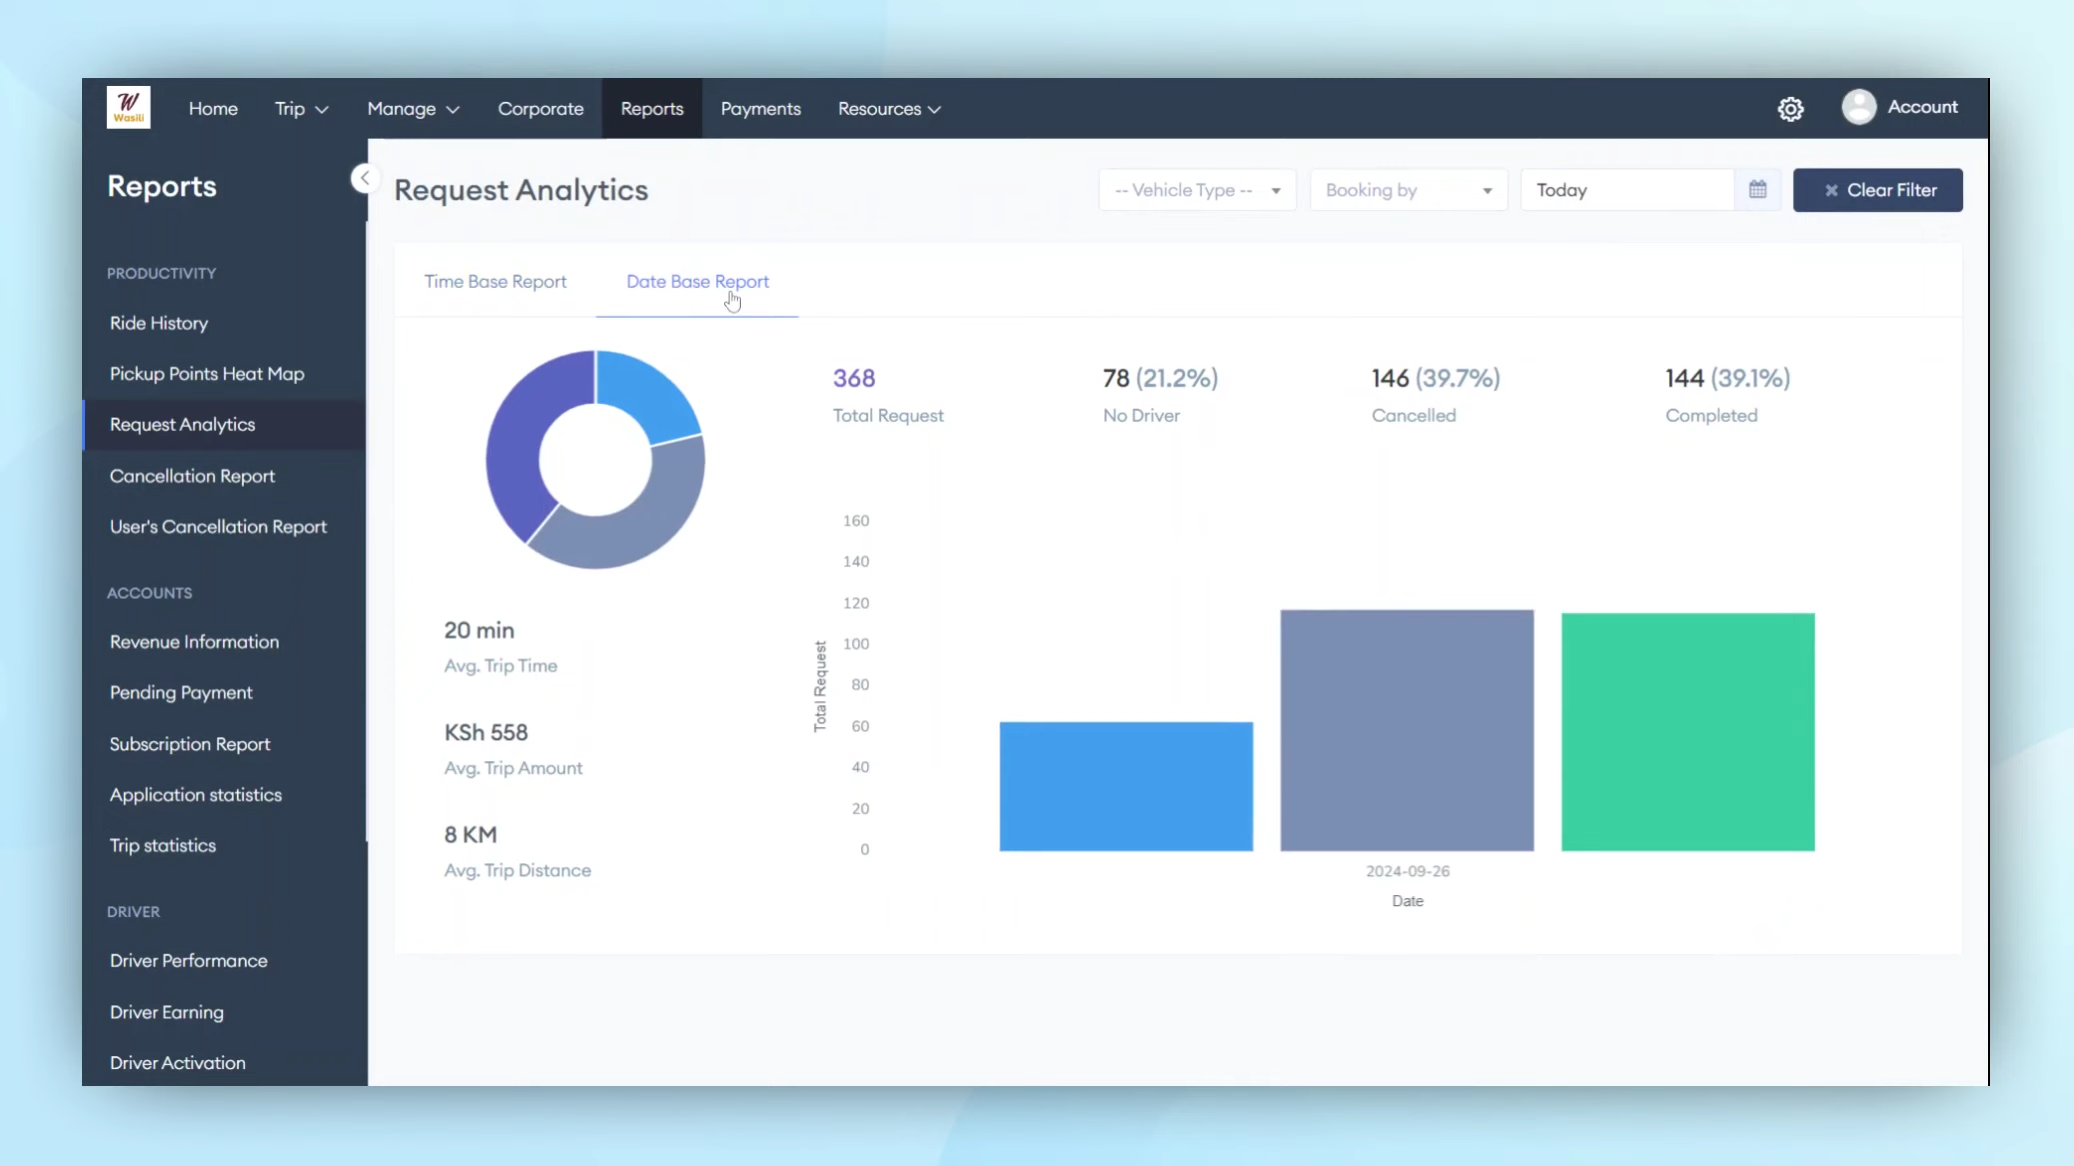 W
Wasili
Home
Trip
Manage
Corporate
Reports
Payments
Resources
Account
Reports
PRODUCTIVITY
Ride History
Pickup Points Heat Map
Request Analytics
Cancellation Report
User's Cancellation Report
ACCOUNTS
Revenue Information
Pending Payment
Subscription Report
Application statistics
Trip statistics
DRIVER
Driver Performance
Driver Earning
Driver Activation
Request Analytics
-- Vehicle Type --
Booking by
Today
Clear Filter
Time Base Report
Date Base Report
368
Total Request
78 (21.2%)
No Driver
146 (39.7%)
Cancelled
144 (39.1%)
Completed
20 min
Avg. Trip Time
KSh 558
Avg. Trip Amount
8 KM
Avg. Trip Distance
Total Request
160
140
120
100
80
60
40
20
0
2024-09-26
Date